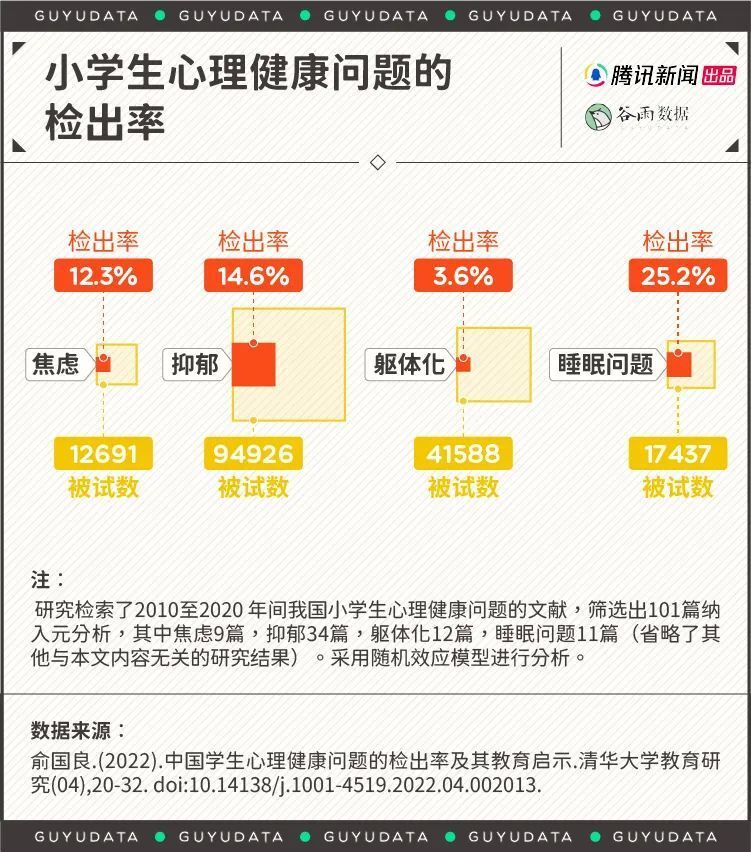 GUYUDATA GUYUDATA GUYUDATA GUYUDATA GUYUDATA
小学生心理健康问题的
检出率
腾讯新闻 出品
谷雨数据
检出率 检出率 检出率 检出率
12.3% 14.6% 3.6% 25.2%
焦虑 抑郁 躯体化 睡眠问题
12691 94926 41588 17437
被试数 被试数 被试数 被试数
注：
研究检索了2010至2020 年间我国小学生心理健康问题的文献，筛选出101篇纳
入元分析，其中焦虑9篇，抑郁34篇，躯体化12篇，睡眠问题11篇（省略了其
他与本文内容无关的研究结果）。采用随机效应模型进行分析。
数据来源：
俞国良.(2022).中国学生心理健康问题的检出率及其教育启示.清华大学教育研
究(04),20-32. doi:10.14138/j.1001-4519.2022.04.002013.
GUYUDATA GUYUDATA GUYUDATA GUYUDATA GUYUDATA